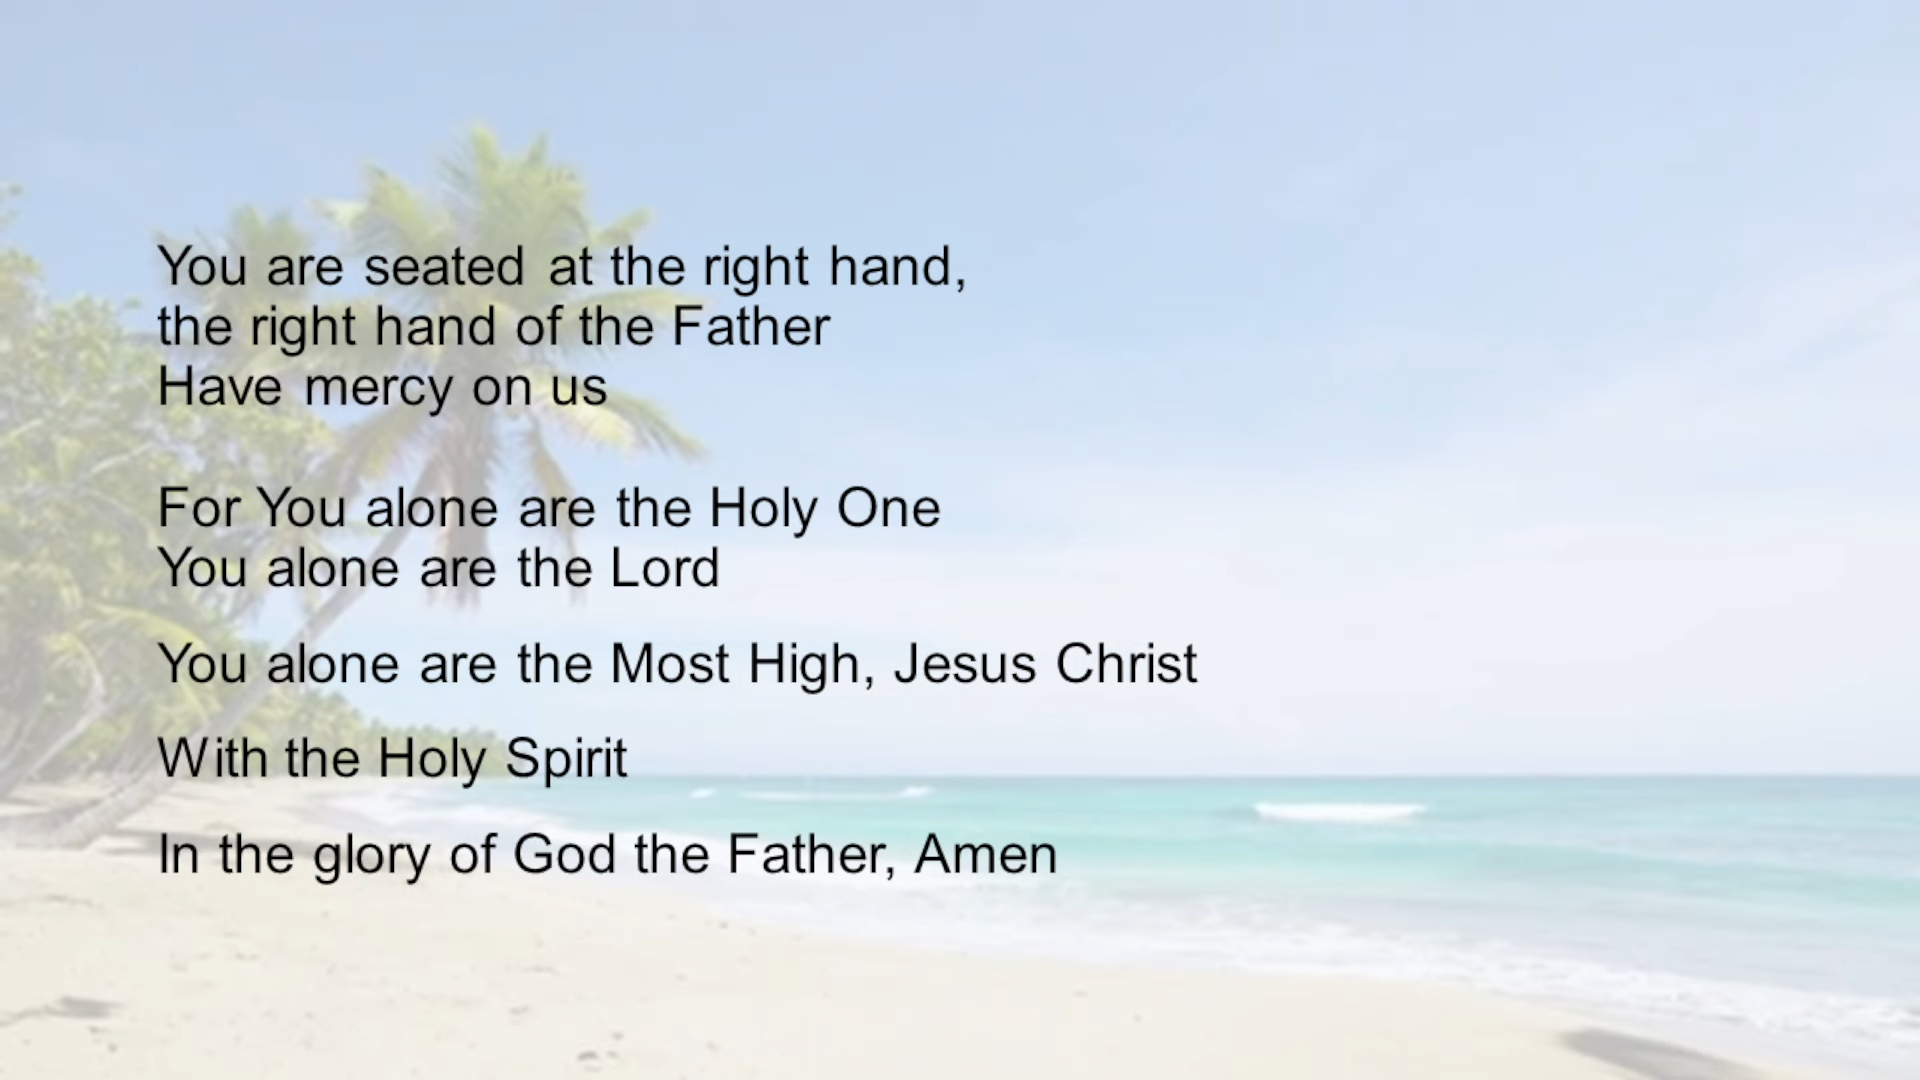 You are seated at the right hand,
the right hand of the Father
Have mercy on us
For You alone are the Holy One
You alone are the Lord
You alone are the Most High, Jesus Christ
With the Holy Spirit
In the glory of God the Father, Amen